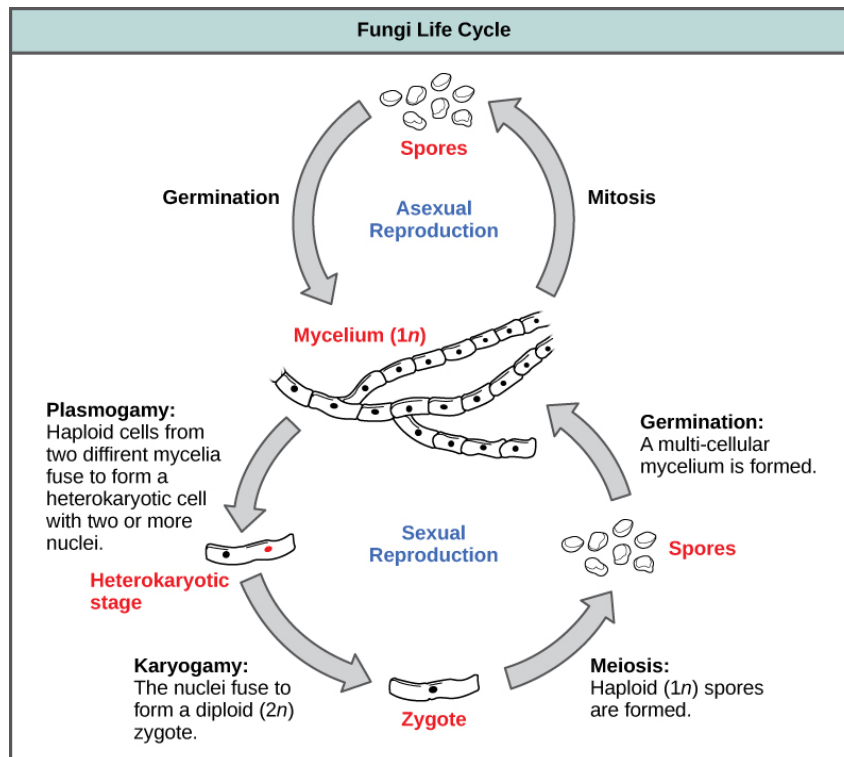 Fungi Life Cycle
Spores
Germination
Asexual
Reproduction
Mitosis
Mycelium (1n)
Plasmogamy:
Haploid cells from
two diffirent mycelia
fuse to form a
heterokaryotic cell
with two or more
nuclei.
Germination:
A multi-cellular
mycelium is formed.
Sexual
Reproduction
Spores
Heterokaryotic
stage
Karyogamy:
The nuclei fuse to
form a diploid (2n)
zygote.
Zygote
Meiosis:
Haploid (1n) spores
are formed.